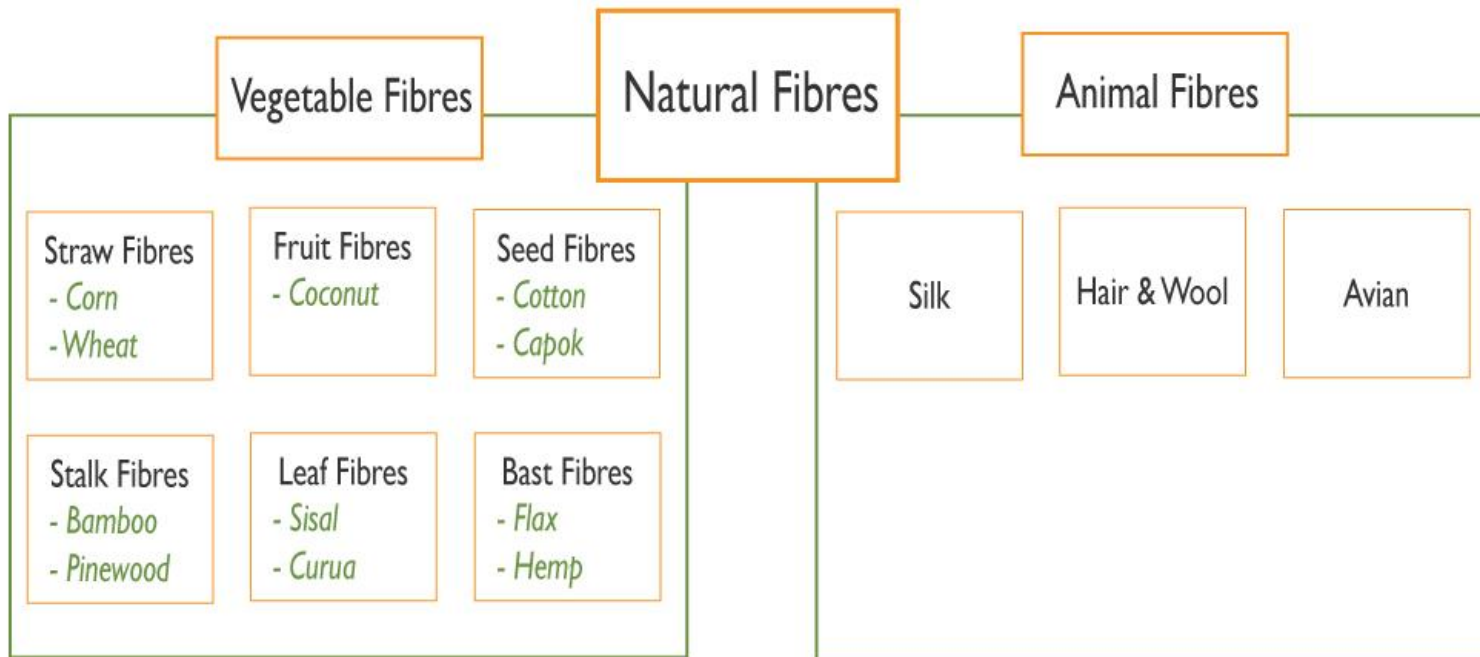 Natural Fibres
Vegetable Fibres
Straw Fibres
- Corn
- Wheat
Fruit Fibres
- Coconut
Seed Fibres
- Cotton
- Capok
Stalk Fibres
- Bamboo
- Pinewood
Leaf Fibres
- Sisal
- Curua
Bast Fibres
- Flax
- Hemp
Animal Fibres
Silk
Hair & Wool
Avian